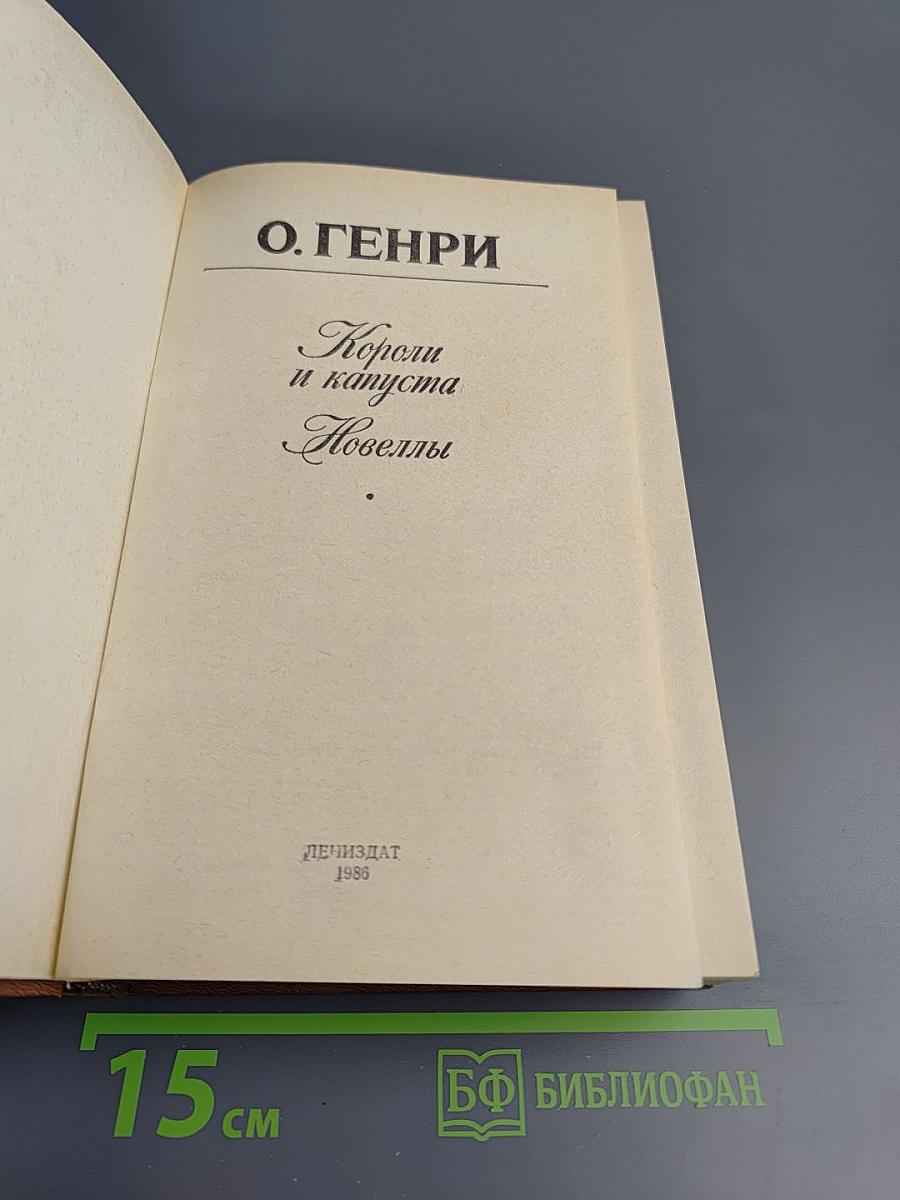 О. ГЕНРИ
Короли
и капуста
Новеллы
ЛЕНИЗДАТ
1986
15 см
БФ БИБЛИОФАН